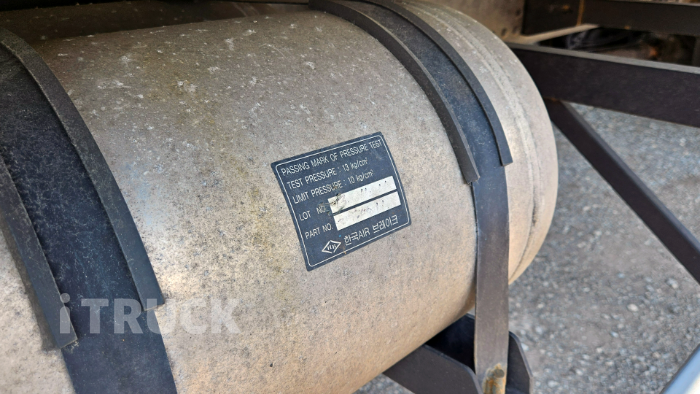 PASSING MARK OF PRESSURE TEST
TEST PRESSURE : 13 kg/cm²
LIMIT PRESSURE : 10 kg/cm²
LOT NO.
PART NO.
한국AIR 브레이크
iTRUCK